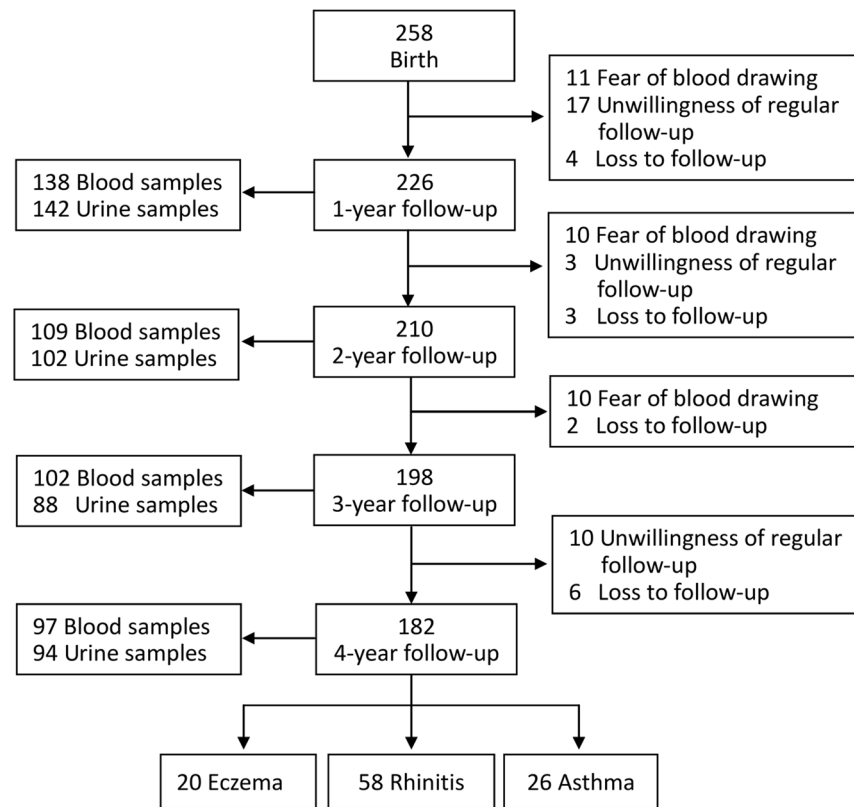 258
Birth
11 Fear of blood drawing
17 Unwillingness of regular
follow-up
4 Loss to follow-up
138 Blood samples
142 Urine samples
226
1-year follow-up
10 Fear of blood drawing
3 Unwillingness of regular
follow-up
3 Loss to follow-up
109 Blood samples
102 Urine samples
210
2-year follow-up
10 Fear of blood drawing
2 Loss to follow-up
102 Blood samples
88 Urine samples
198
3-year follow-up
10 Unwillingness of regular
follow-up
6 Loss to follow-up
97 Blood samples
94 Urine samples
182
4-year follow-up
20 Eczema
58 Rhinitis
26 Asthma